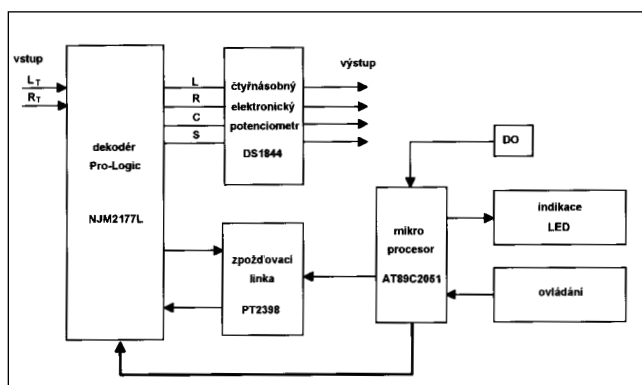 vstup
LT
RT
dekodér
Pro-Logic
NJM2177L
L
R
C
S
čtyřnásobný
elektronický
potenciometr
DS1844
výstup
zpožďovací
linka
PT2398
mikro
procesor
AT89C2051
DO
indikace
LED
ovládání